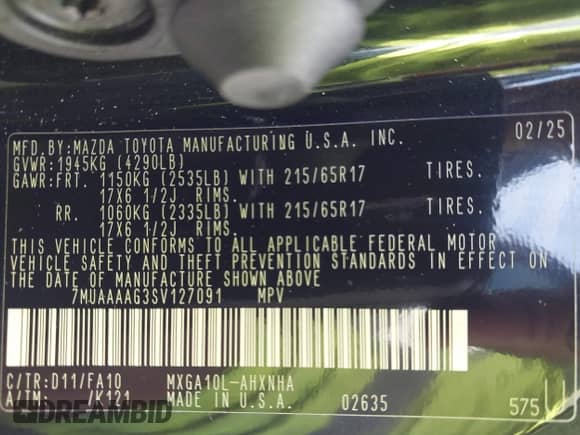 MFD.BY:MAZDA TOYOTA MANUFACTURING U.S.A. INC. 02/25
GVWR:1945KG (4290LB)
GAWR:FRT. 1150KG (2535LB) WITH 215/65R17 TIRES.
17X6 1/2J RIMS.
RR. 1060KG (2335LB) WITH 215/65R17 TIRES.
17X6 1/2J RIMS.
THIS VEHICLE CONFORMS TO ALL APPLICABLE FEDERAL MOTOR
VEHICLE SAFETY AND THEFT PREVENTION STANDARDS IN EFFECT ON
THE DATE OF MANUFACTURE SHOWN ABOVE
7MUAAAAG3SV127091 MPV
C/TR:D11/FA10 MXGA10L-AHXNHA
A/TM: /K121 02635 575
DREAMBID